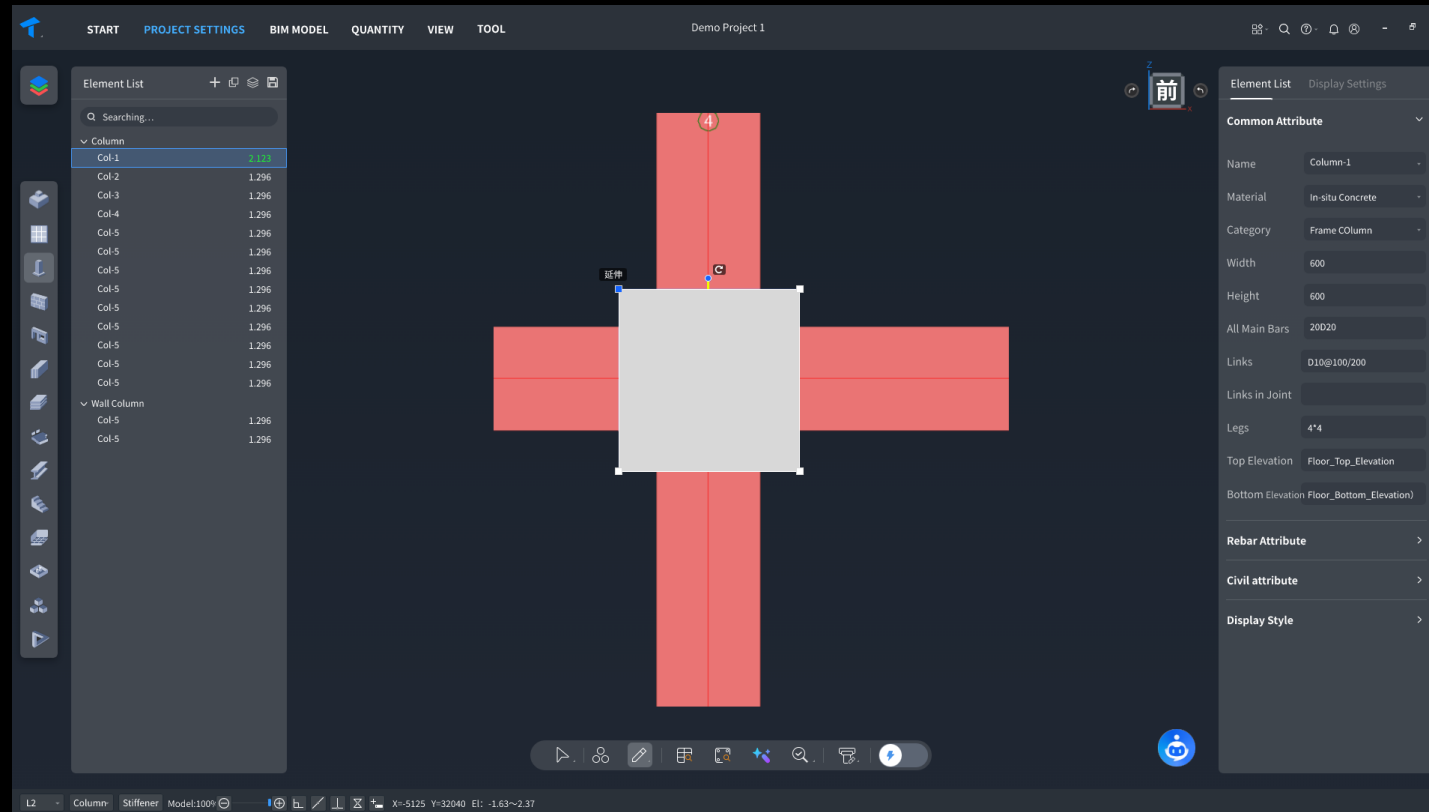 START PROJECT SETTINGS BIM MODEL QUANTITY VIEW TOOL
Demo Project 1
Element List
Searching...
Column
Col-1 2.123
Col-2 1.296
Col-3 1.296
Col-4 1.296
Col-5 1.296
Col-5 1.296
Col-5 1.296
Col-5 1.296
Col-5 1.296
Col-5 1.296
Col-5 1.296
Col-5 1.296
Col-5 1.296
Wall Column
Col-5 1.296
Col-5 1.296
4
延伸
Z
前
X
Element List Display Settings
Common Attribute
Name Column-1
Material In-situ Concrete
Category Frame COlumn
Width 600
Height 600
All Main Bars 20D20
Links D10@100/200
Links in Joint
Legs 4*4
Top Elevation Floor_Top_Elevation
Bottom Elevation Floor_Bottom_Elevation)
Rebar Attribute
Civil attribute
Display Style
L2 Column Stiffener Model:100% X=-5125 Y=32040 El: -1.63～2.37